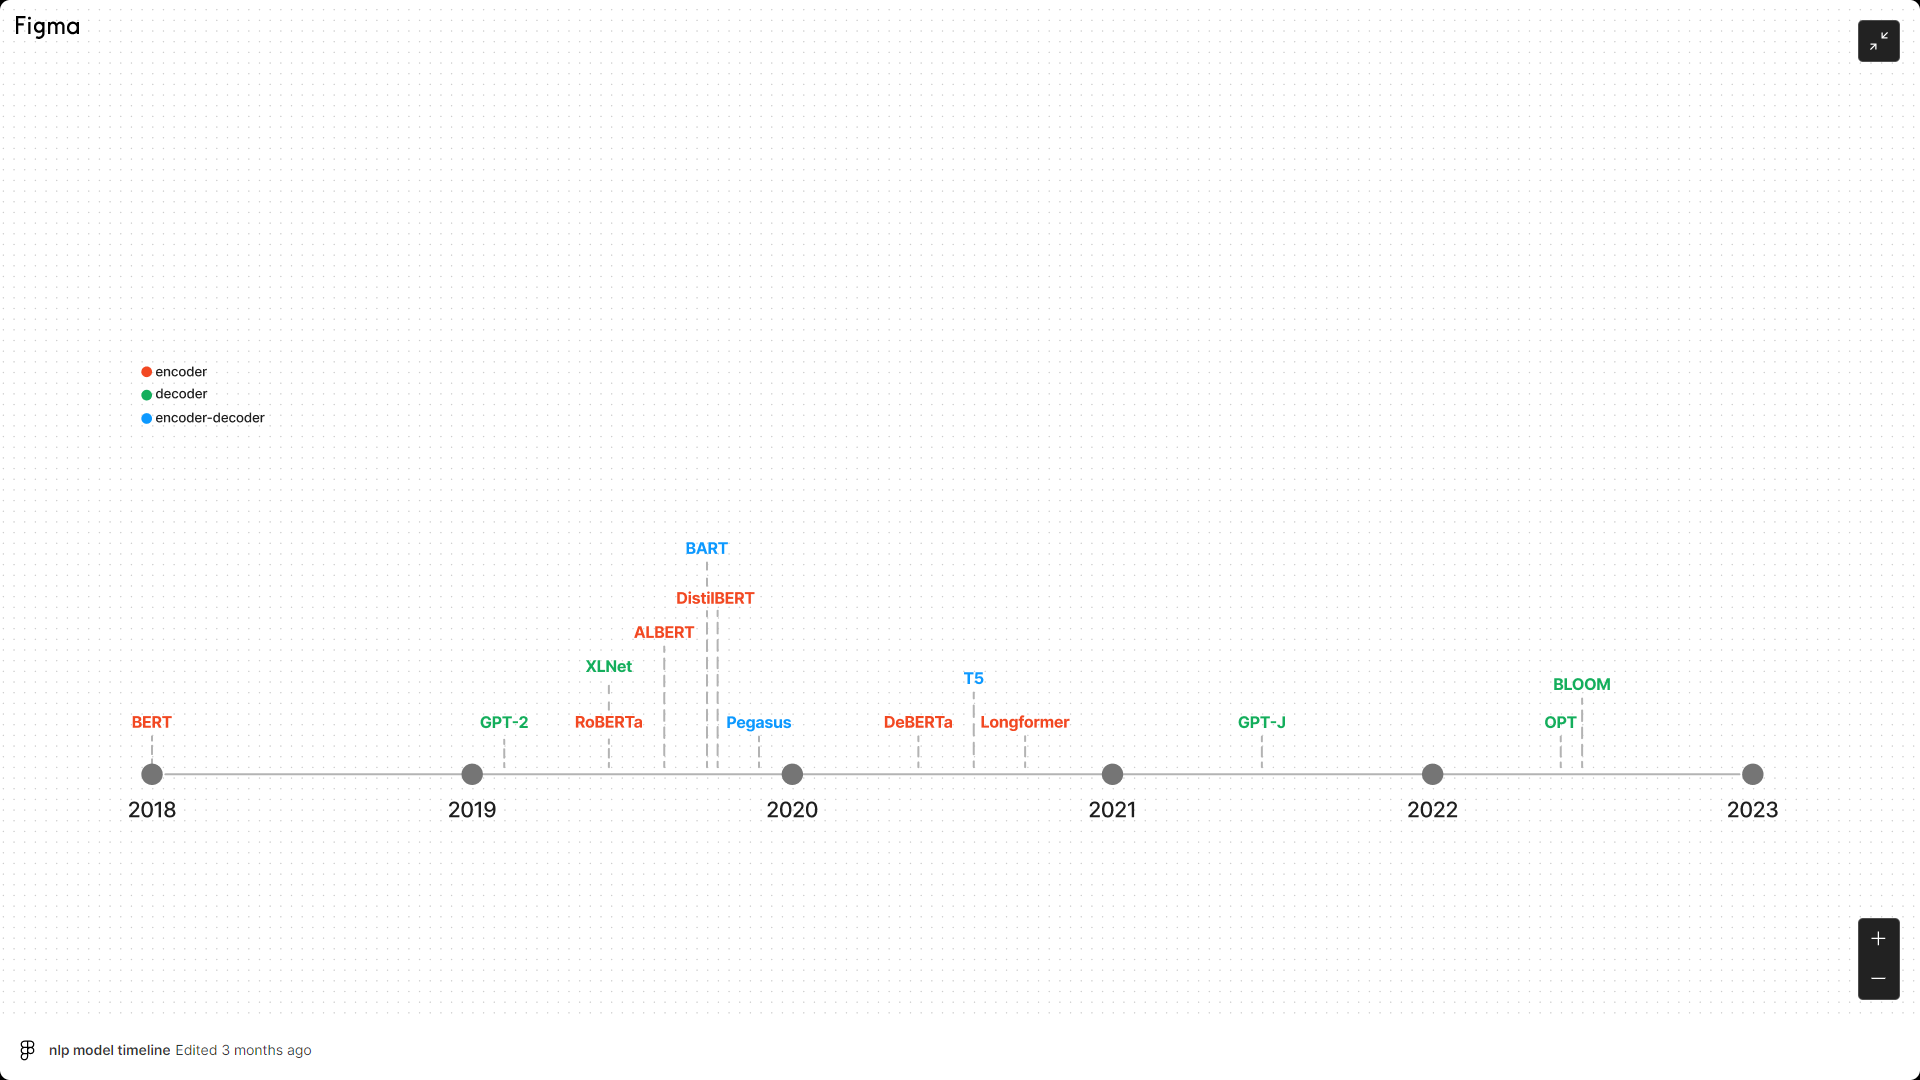 Figma
encoder
decoder
encoder-decoder
BART
DistilBERT
ALBERT
XLNet
T5
BLOOM
BERT
GPT-2
RoBERTa
Pegasus
DeBERTa
Longformer
GPT-J
OPT
2018
2019
2020
2021
2022
2023
nlp model timeline Edited 3 months ago